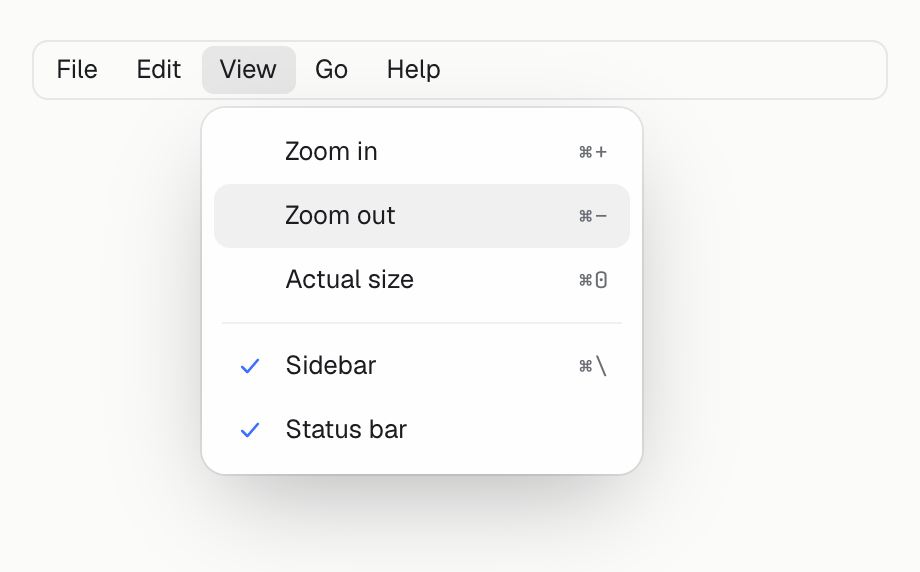 File Edit View Go Help
Zoom in ⌘+
Zoom out ⌘−
Actual size ⌘0
Sidebar ⌘\
Status bar